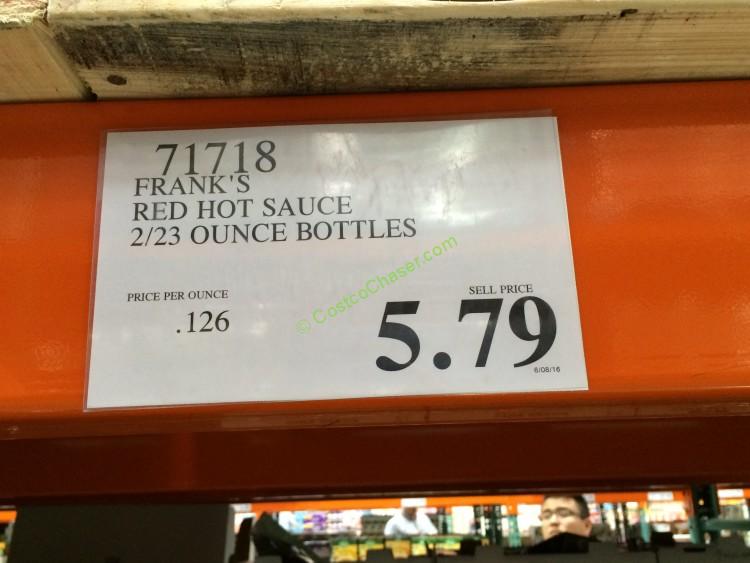 71718
FRANK'S
RED HOT SAUCE
2/23 OUNCE BOTTLES
PRICE PER OUNCE
.126
SELL PRICE
5.79
6/08/16
© CostcoChaser.com